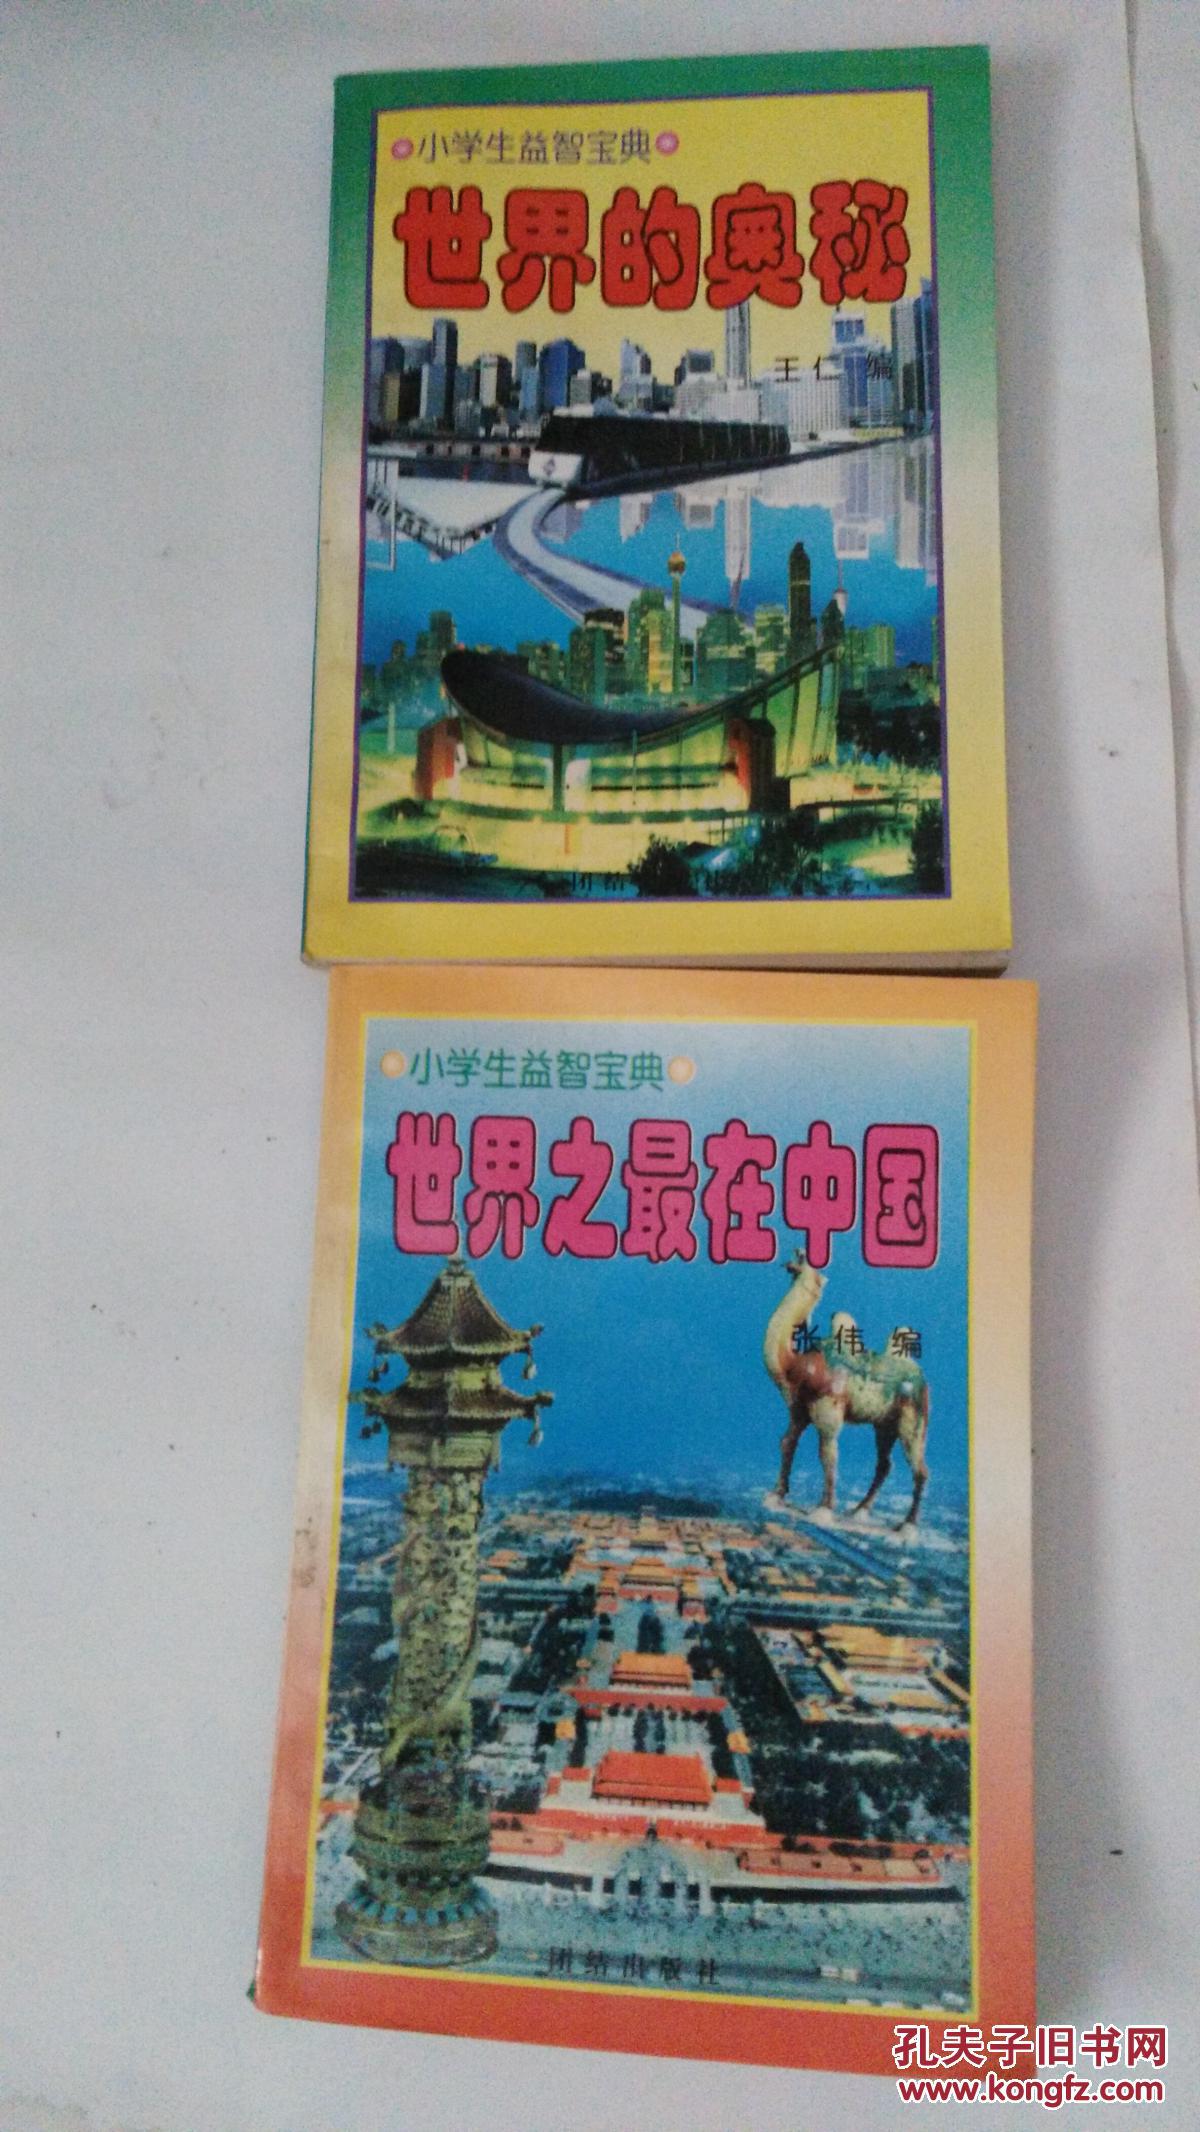 小学生益智宝典
世界的奥秘
王仁 编
团结
小学生益智宝典
世界之最在中国
张伟 编
团结出版社
孔夫子旧书网
www.kongfz.com